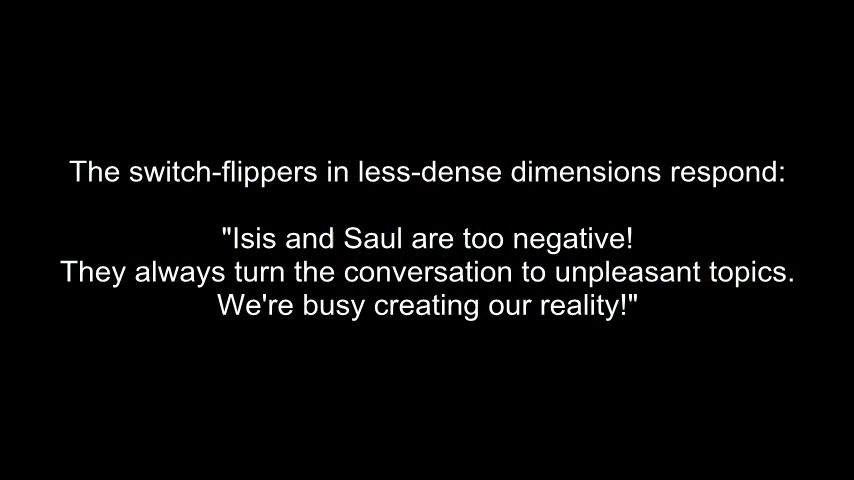 The switch-flippers in less-dense dimensions respond:
"Isis and Saul are too negative!
They always turn the conversation to unpleasant topics.
We're busy creating our reality!"